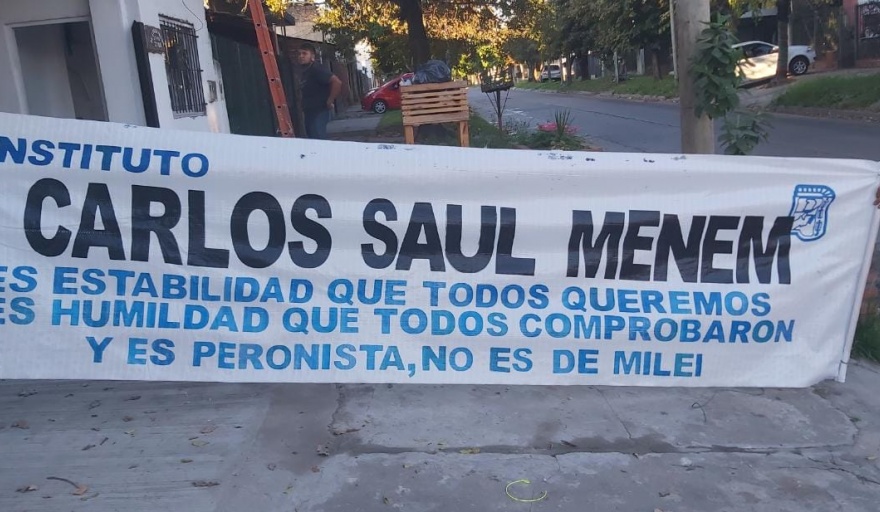 NSTITUTO
CARLOS SAUL MENEM
ES ESTABILIDAD QUE TODOS QUEREMOS
ES HUMILDAD QUE TODOS COMPROBARON
Y ES PERONISTA, NO ES DE MILEI